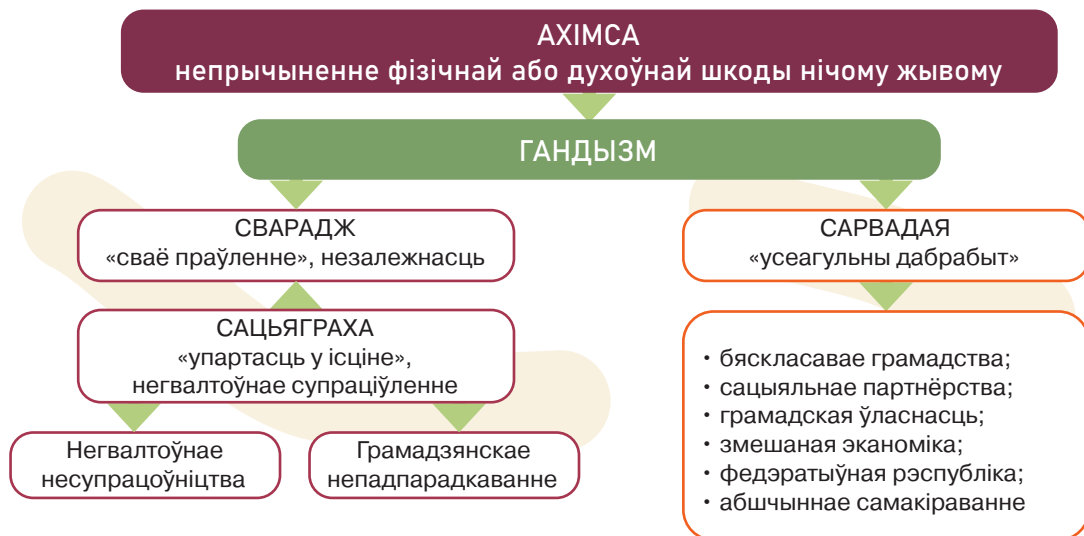 АХІМСА
непрычыненне фізічнай або духоўнай шкоды нічому жывому
ГАНДЫЗМ
СВАРАДЖ
«сваё праўленне», незалежнасць
САЦЬЯГРАХА
«упартасць у ісціне»,
негвалтоўнае супраціўленне
Негвалтоўнае
несупрацоўніцтва
Грамадзянскае
непадпарадкаванне
САРВАДАЯ
«усеагульны дабрабыт»
· бяскласавае грамадства;
· сацыяльнае партнёрства;
· грамадская ўласнасць;
· змешаная эканоміка;
· федэратыўная рэспубліка;
· абшчыннае самакіраванне